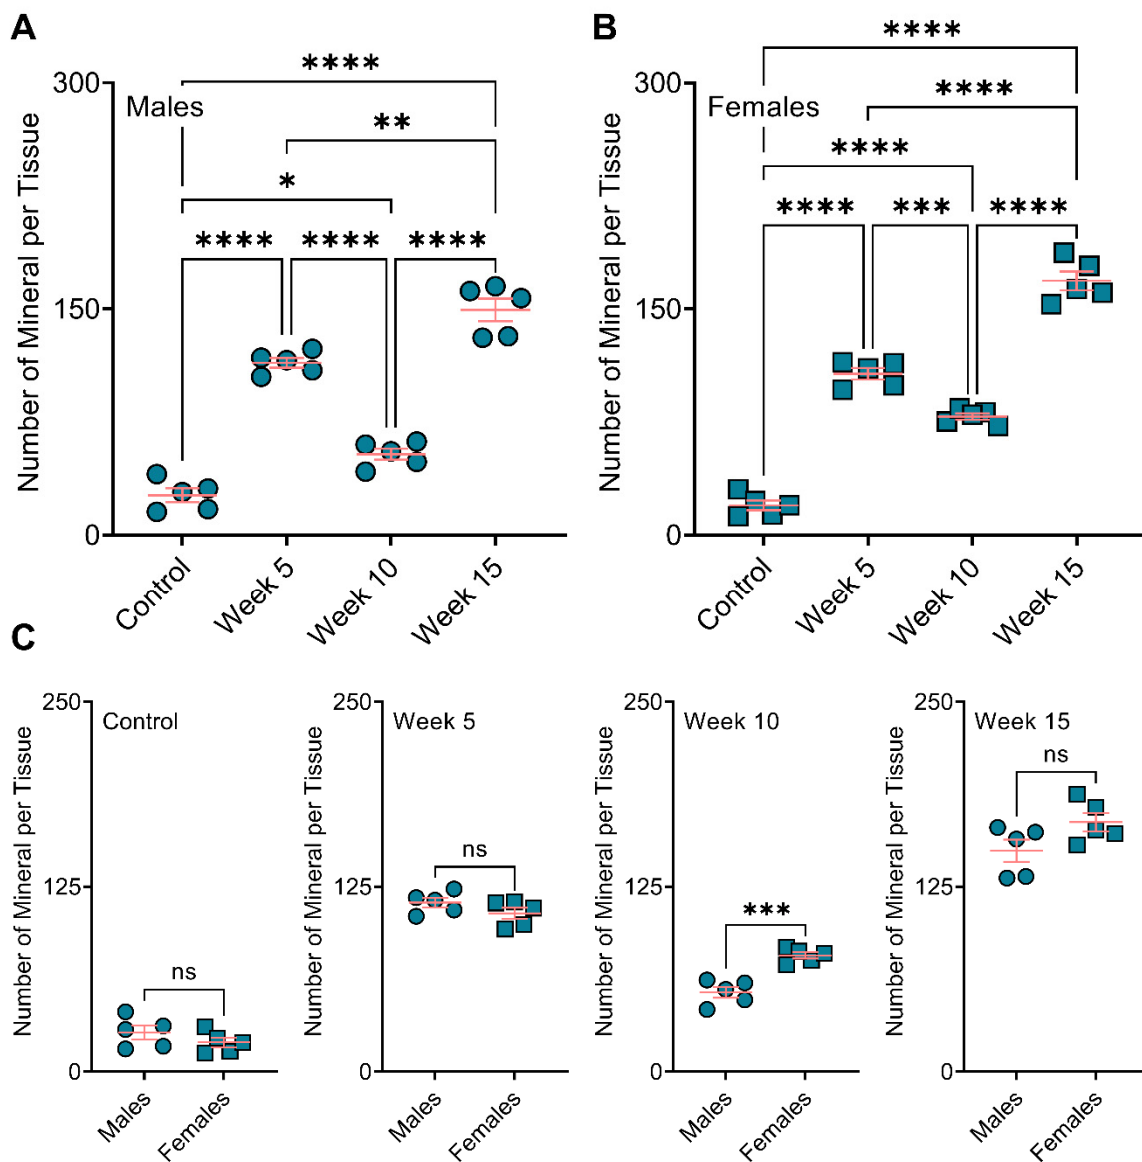 A
B
****
****
300
Males
**
300
Females
****
*
****
**** **** ****
**** *** ****
Number of Mineral per Tissue
Number of Mineral per Tissue
150
150
0
0
Control
Week 5
Week 10
Week 15
Control
Week 5
Week 10
Week 15
C
250
Control
250
Week 5
250
Week 10
250
Week 15
Number of Mineral per Tissue
Number of Mineral per Tissue
Number of Mineral per Tissue
Number of Mineral per Tissue
ns
ns
***
ns
125
125
125
125
0
0
0
0
Males
Females
Males
Females
Males
Females
Males
Females